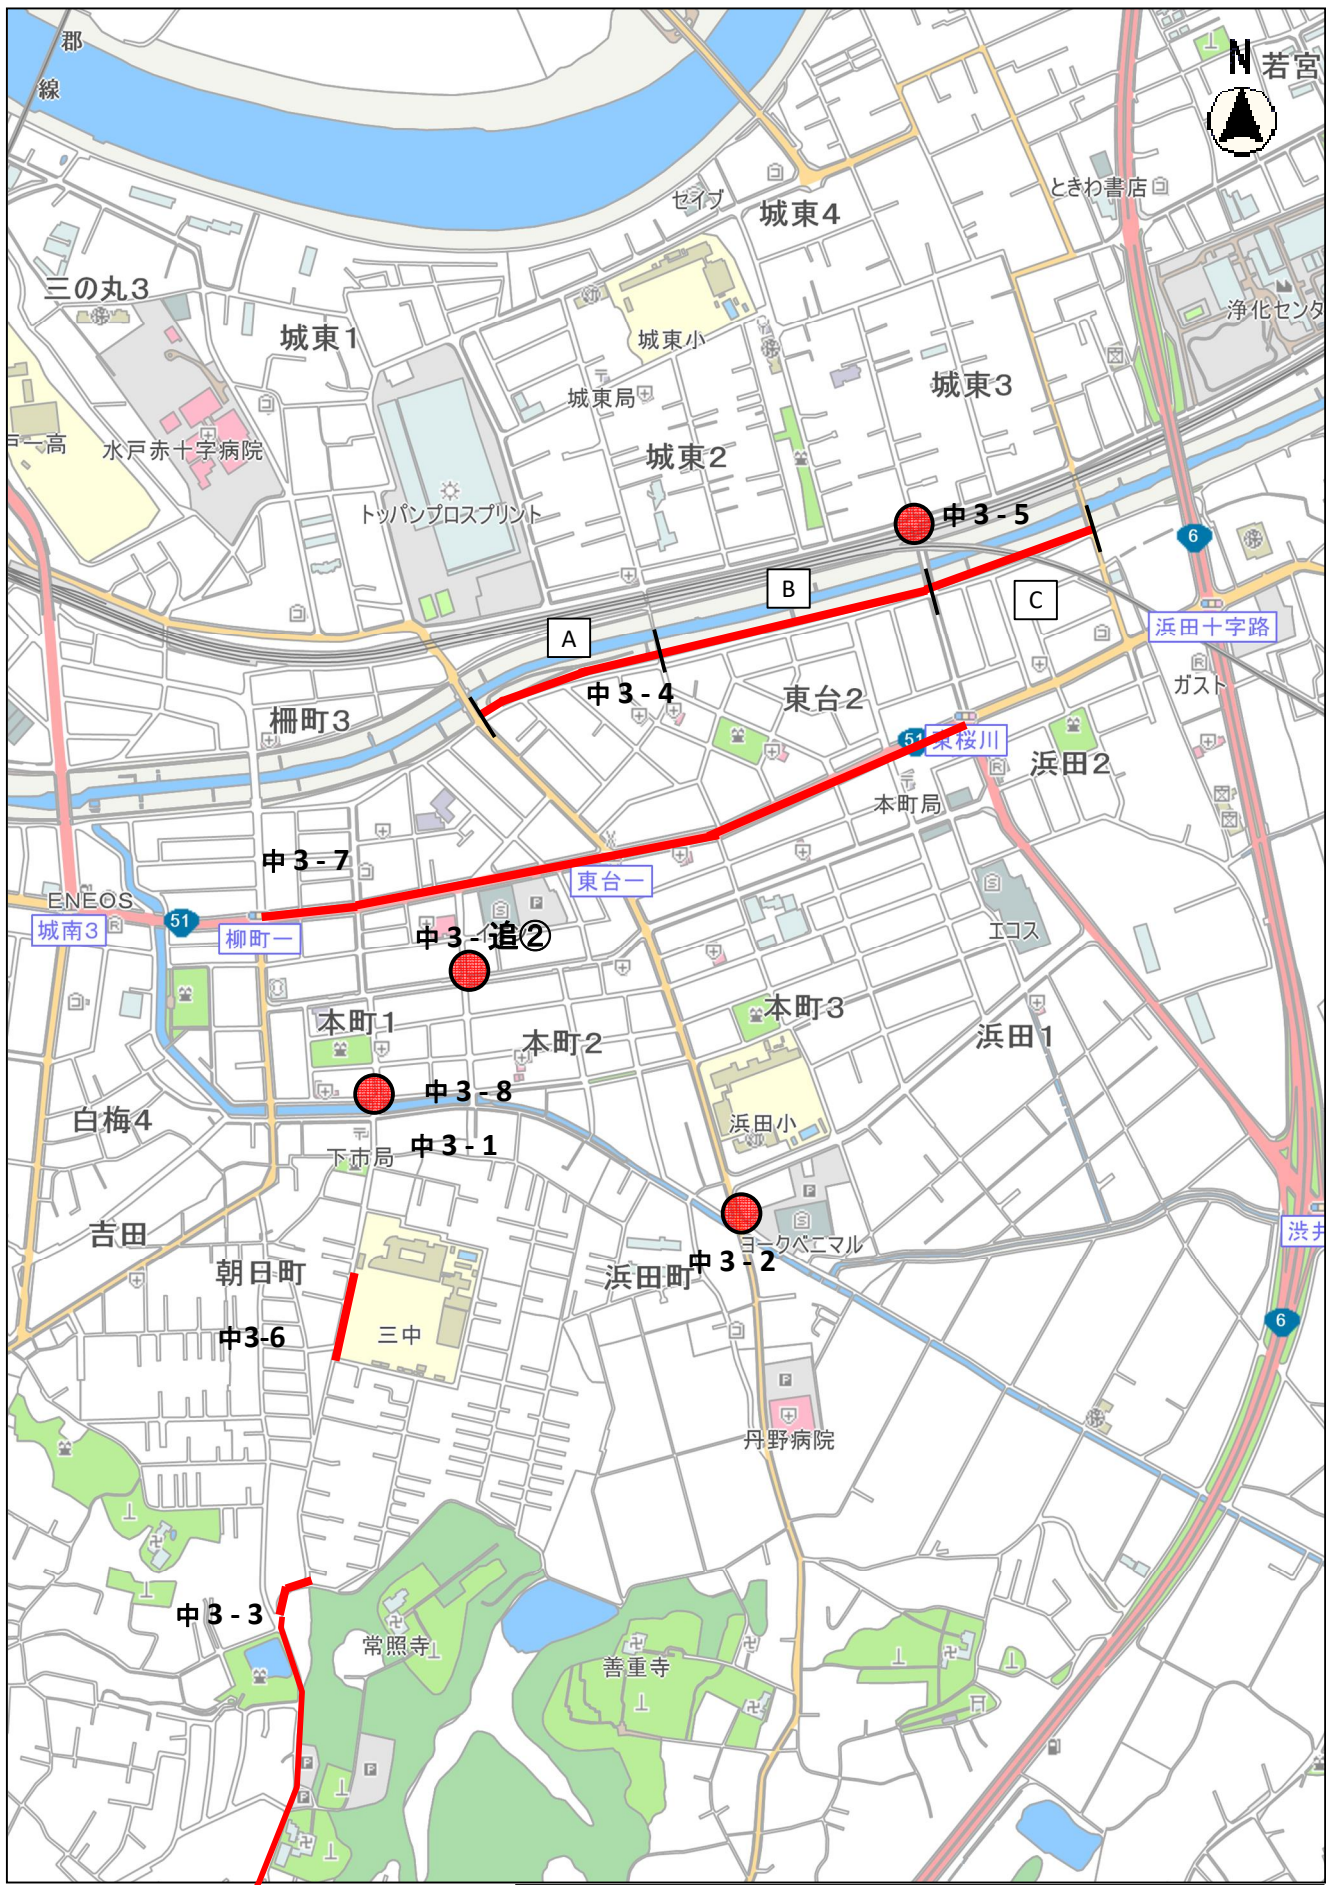 郡
線
N
若宮
ときわ書店
セイブ
城東4
三の丸3
浄化センタ
城東1
城東小
城東3
城東局
戸一高
水戸赤十字病院
城東2
トッパンプロスプリント
中3-5
6
B
C
A
浜田十字路
中3-4
東台2
ガスト
柵町3
51
東桜川
浜田2
本町局
中3-7
東台一
ENEOS
51
城南3
柳町一
エコス
中3-追②
本町1
本町2
本町3
浜田1
中3-8
白梅4
浜田小
下市局
中3-1
吉田
渋井
ヨークベニマル
朝日町
浜田町
中3-2
三中
中3-6
6
丹野病院
中3-3
常照寺
善重寺